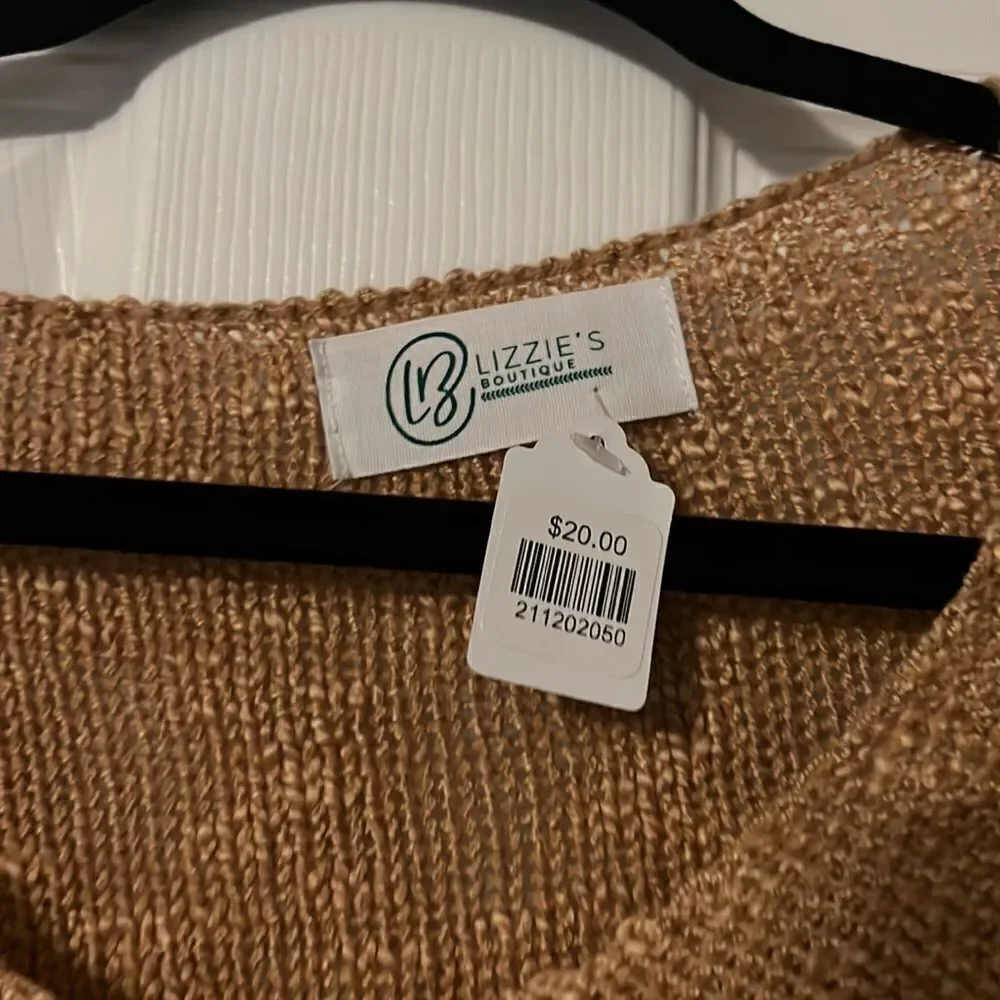 LB
LIZZIE'S
BOUTIQUE
$20.00
211202050